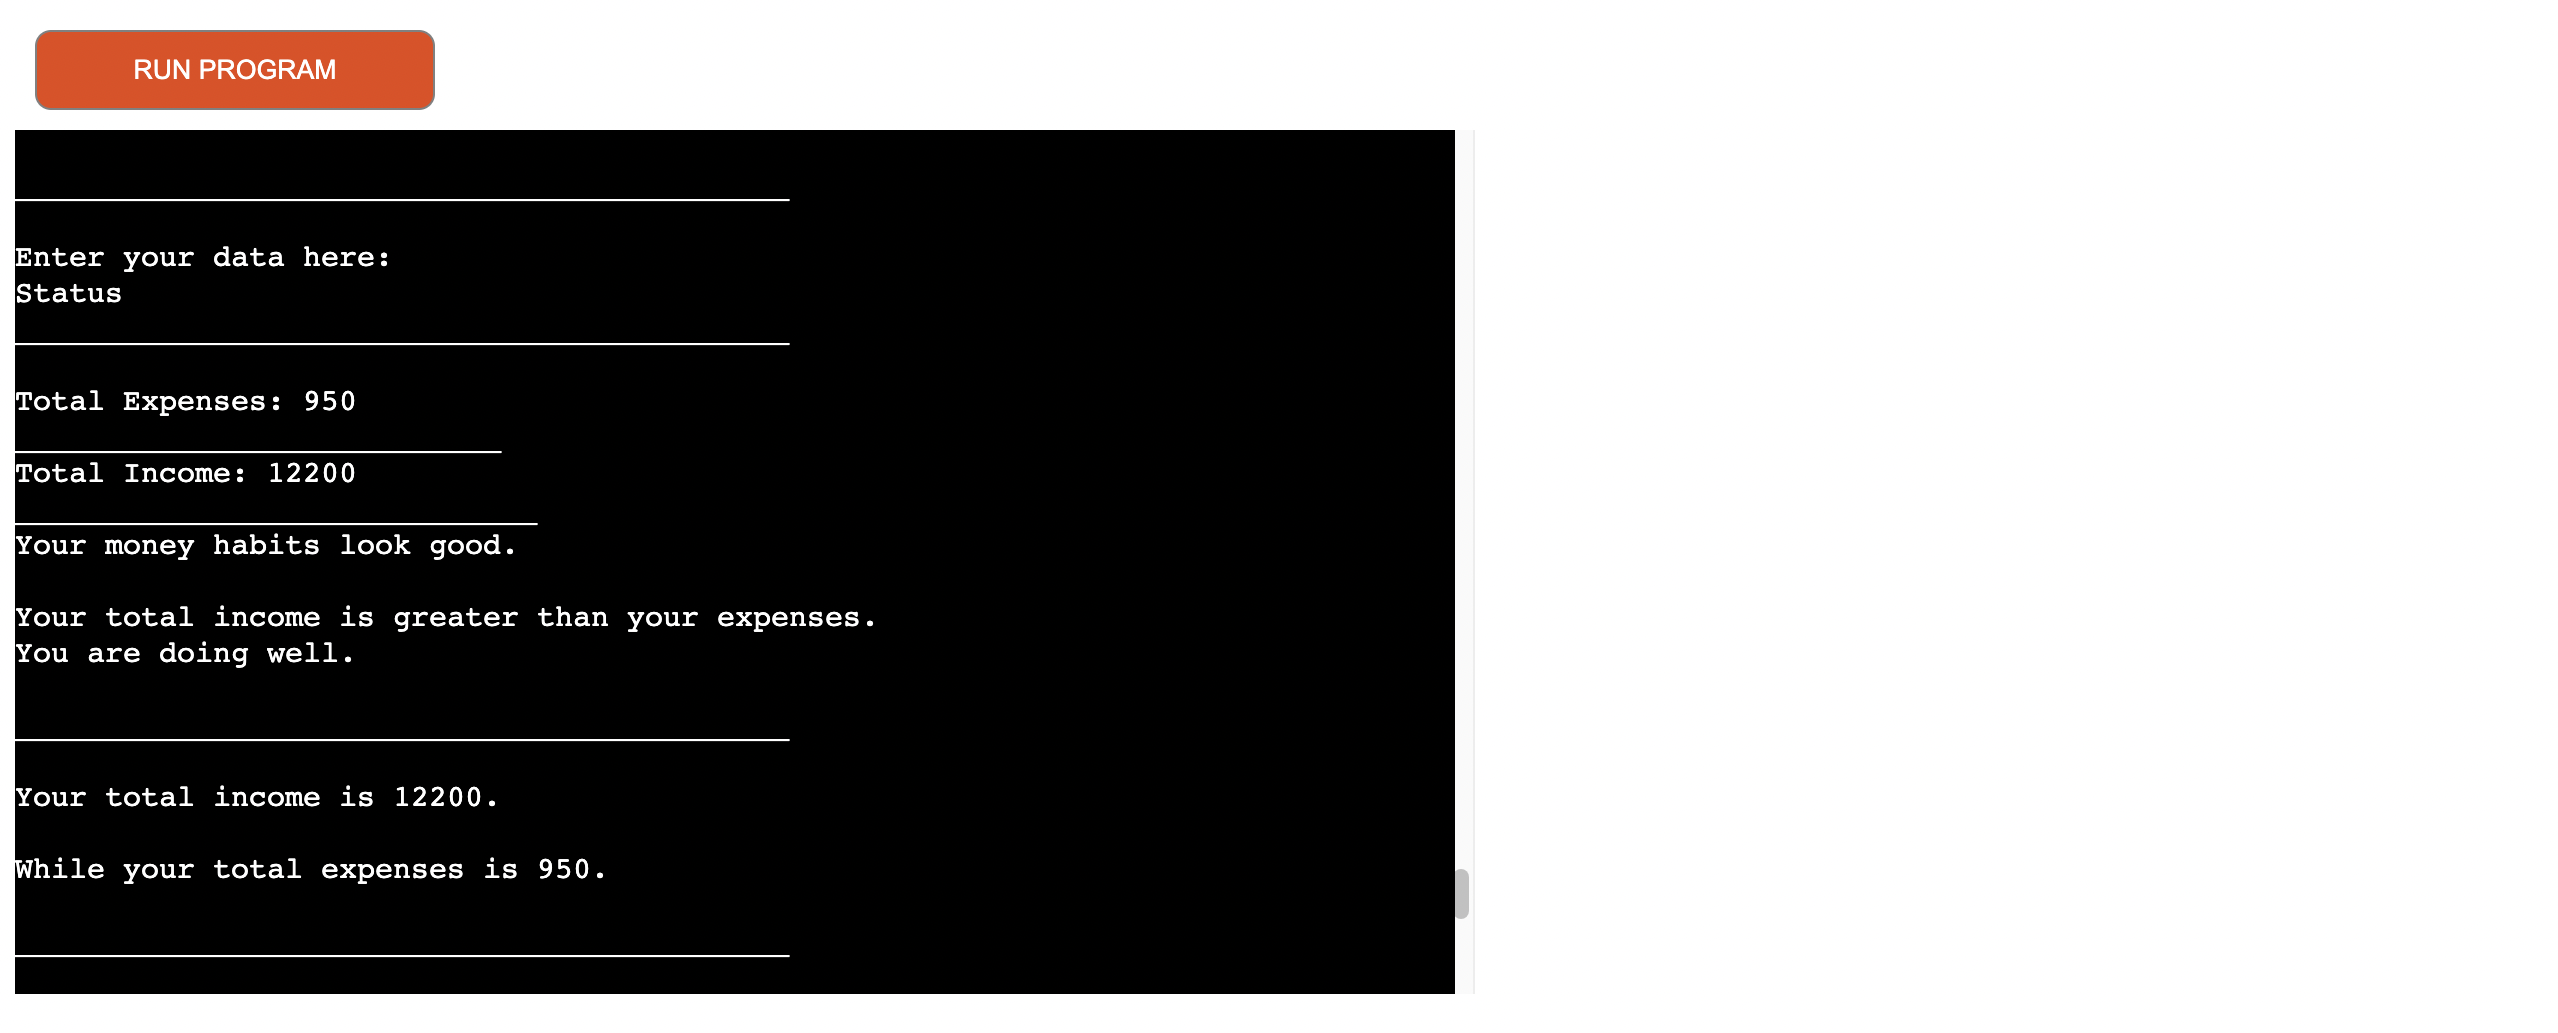 RUN PROGRAM
Enter your data here:
Status
Total Expenses: 950
Total Income: 12200
Your money habits look good.
Your total income is greater than your expenses.
You are doing well.
Your total income is 12200.
While your total expenses is 950.